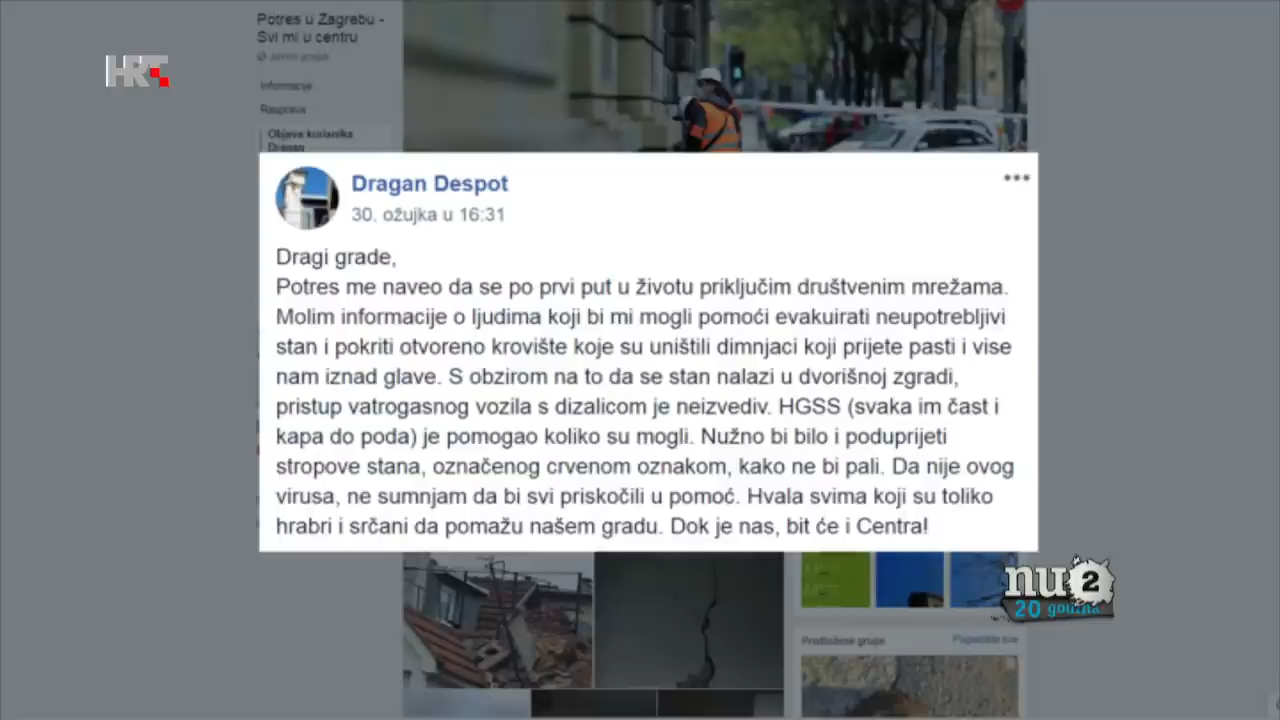 Potres u Zagrebu -
Svi mi u centru
Javna grupa
HRT
Informacije
Rasprava
Objave korisnika
Dragan
Dragan Despot
30. ožujka u 16:31
Dragi grade,
Potres me naveo da se po prvi put u životu priključim društvenim mrežama.
Molim informacije o ljudima koji bi mi mogli pomoći evakuirati neupotrebljivi
stan i pokriti otvoreno krovište koje su uništili dimnjaci koji prijete pasti i vise
nam iznad glave. S obzirom na to da se stan nalazi u dvorišnoj zgradi,
pristup vatrogasnog vozila s dizalicom je neizvediv. HGSS (svaka im čast i
kapa do poda) je pomogao koliko su mogli. Nužno bi bilo i poduprijeti
stropove stana, označenog crvenom oznakom, kako ne bi pali. Da nije ovog
virusa, ne sumnjam da bi svi priskočili u pomoć. Hvala svima koji su toliko
hrabri i srčani da pomažu našem gradu. Dok je nas, bit će i Centra!
nu2
20 godina
Predložene grupe
Pogledajte sve